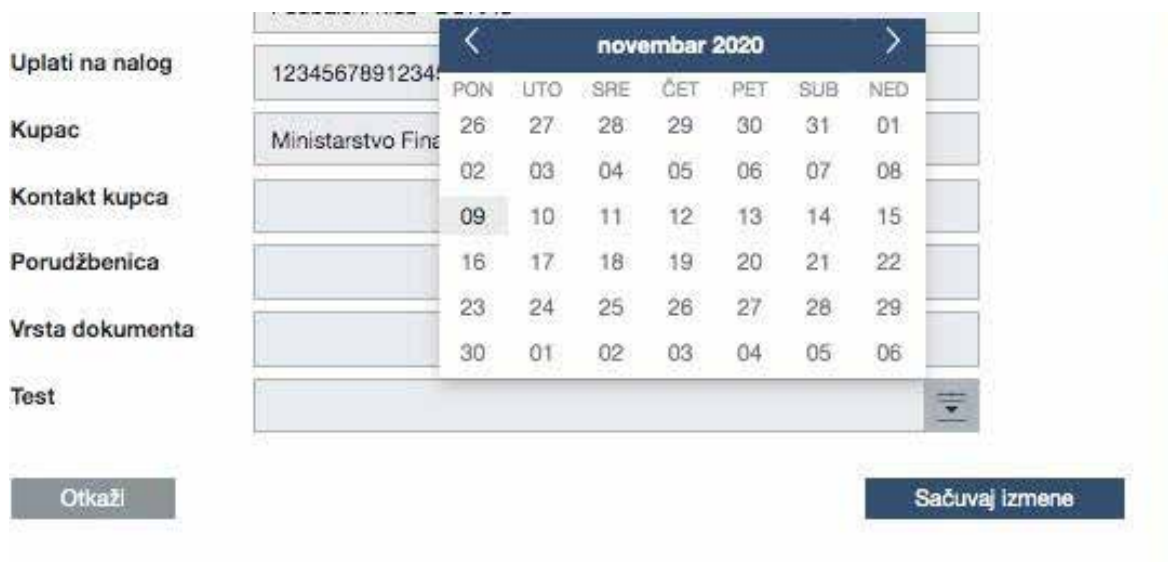 novembar 2020
Uplati na nalog 12345678912345
PON UTO SRE ČET PET SUB NED
Kupac Ministarstvo Fina
26 27 28 29 30 31 01
02 03 04 05 06 07 08
Kontakt kupca
09 10 11 12 13 14 15
Porudžbenica
16 17 18 19 20 21 22
23 24 25 26 27 28 29
Vrsta dokumenta
30 01 02 03 04 05 06
Test
Otkaži Sačuvaj izmene